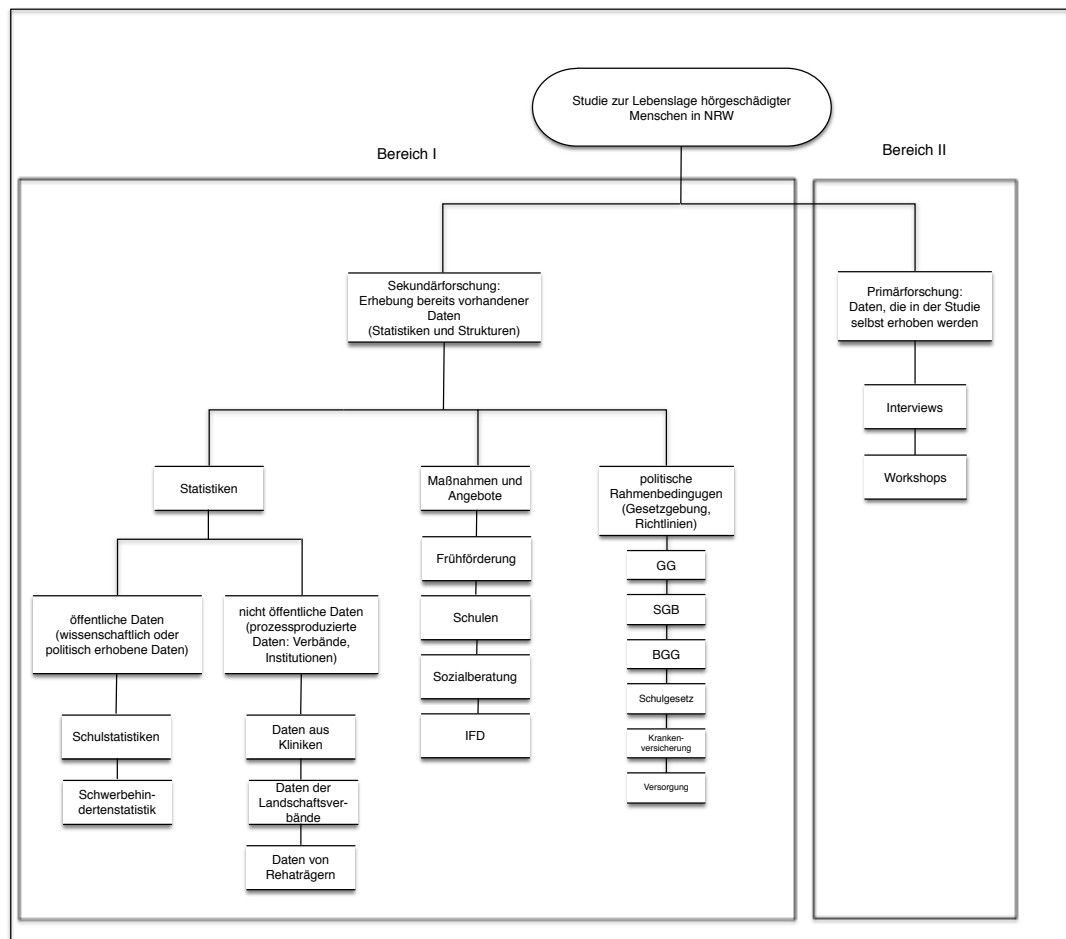 Studie zur Lebenslage hörgeschädigter
Menschen in NRW
Bereich I
Bereich II
Sekundärforschung:
Erhebung bereits vorhandener
Daten
(Statistiken und Strukturen)
Primärforschung:
Daten, die in der Studie
selbst erhoben werden
Interviews
Workshops
Statistiken
Maßnahmen und
Angebote
politische
Rahmenbedingugen
(Gesetzgebung,
Richtlinien)
öffentliche Daten
(wissenschaftlich oder
politisch erhobene Daten)
nicht öffentliche Daten
(prozessproduzierte
Daten: Verbände,
Institutionen)
Schulstatistiken
Schwerbehin-
dertenstatistik
Daten aus
Kliniken
Daten der
Landschaftsver-
bände
Daten von
Rehaträgern
Frühförderung
Schulen
Sozialberatung
IFD
GG
SGB
BGG
Schulgesetz
Kranken-
versicherung
Versorgung